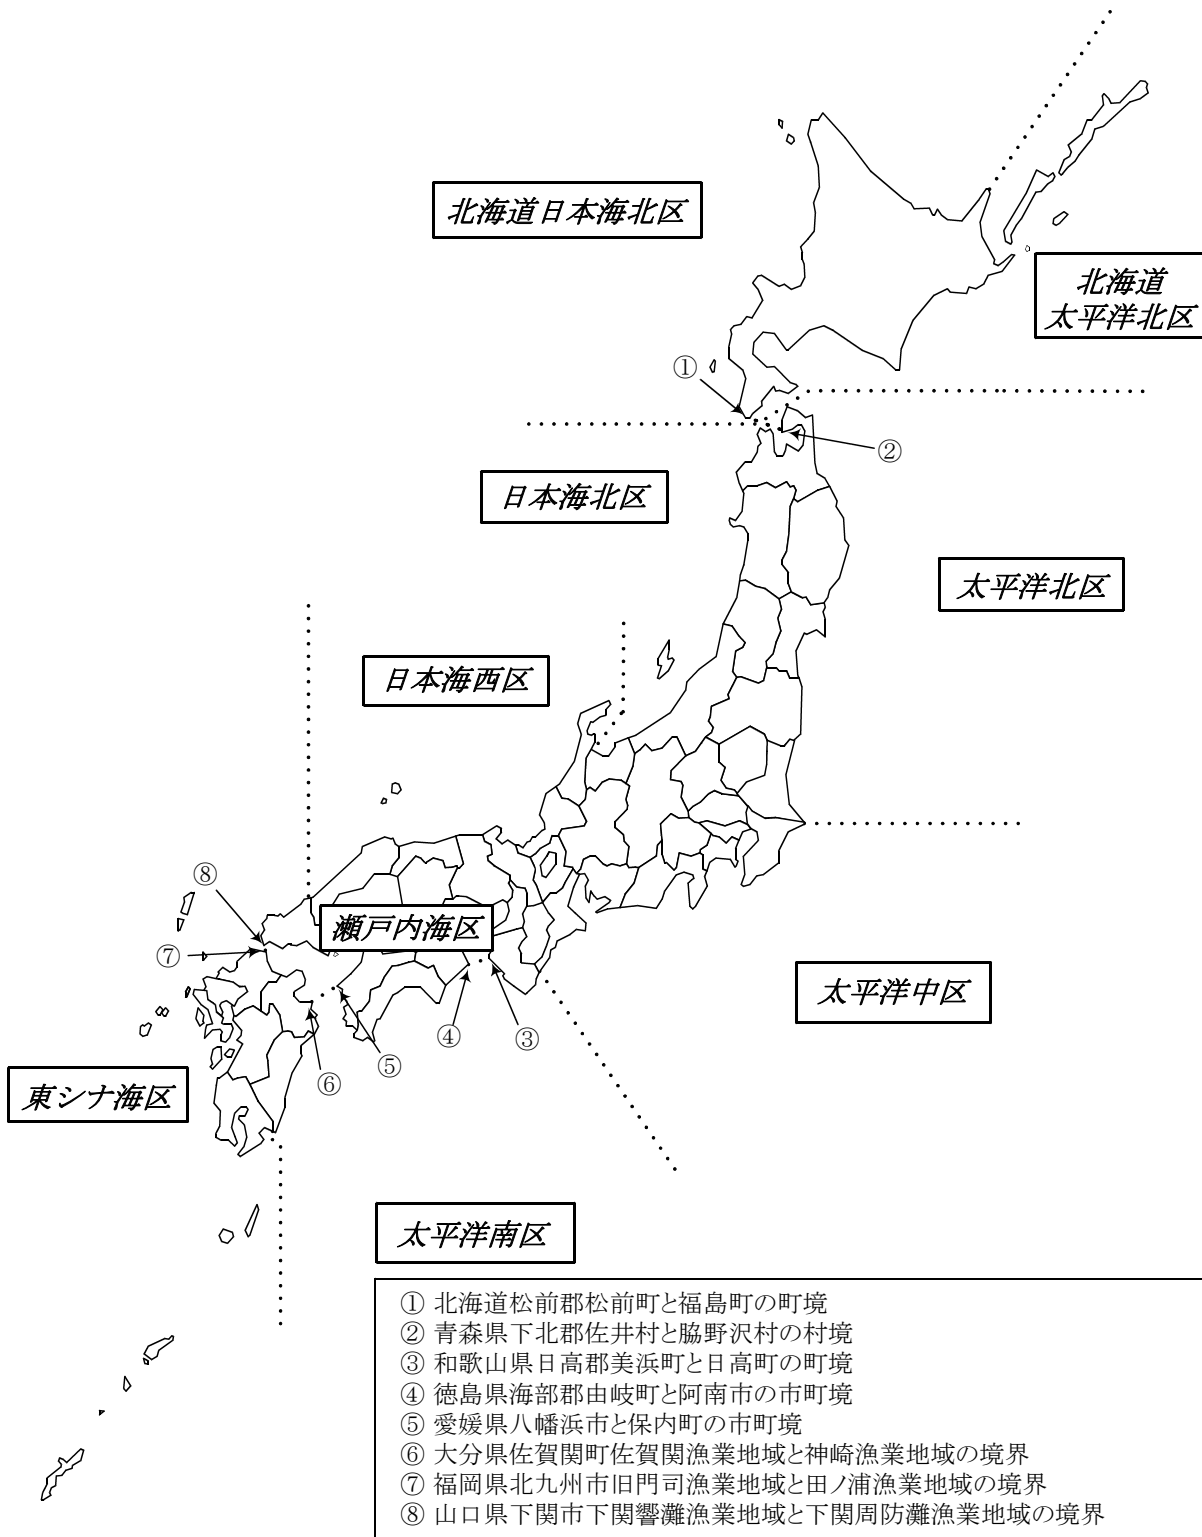 北海道日本海北区
北海道
太平洋北区
①
②
日本海北区
太平洋北区
日本海西区
⑧
瀬戸内海区
⑦
太平洋中区
④
③
⑤
⑥
東シナ海区
太平洋南区
① 北海道松前郡松前町と福島町の町境
② 青森県下北郡佐井村と脇野沢村の村境
③ 和歌山県日高郡美浜町と日高町の町境
④ 徳島県海部郡由岐町と阿南市の市町境
⑤ 愛媛県八幡浜市と保内町の市町境
⑥ 大分県佐賀関町佐賀関漁業地域と神崎漁業地域の境界
⑦ 福岡県北九州市旧門司漁業地域と田ノ浦漁業地域の境界
⑧ 山口県下関市下関響灘漁業地域と下関周防灘漁業地域の境界